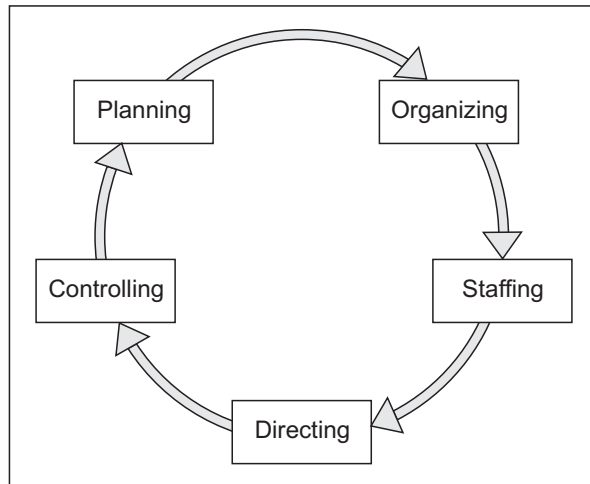 Planning
Organizing
Staffing
Directing
Controlling